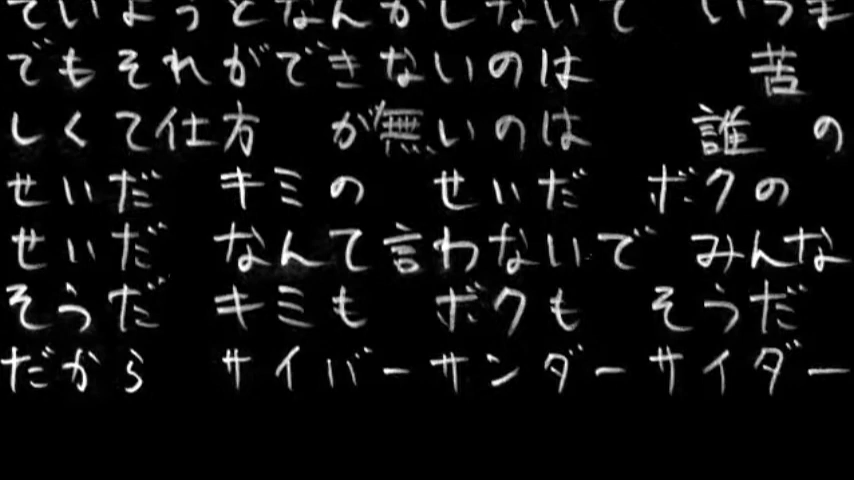 ていようとなんかしないで いつま
でもそれができないのは 苦
しくて仕方 が無いのは 誰 の
せいだ キミの せいだ ボクの
せいだ なんて言わないで みんな
そうだ キミも ボクも そうだ
だから サイバーサンダーサイダー